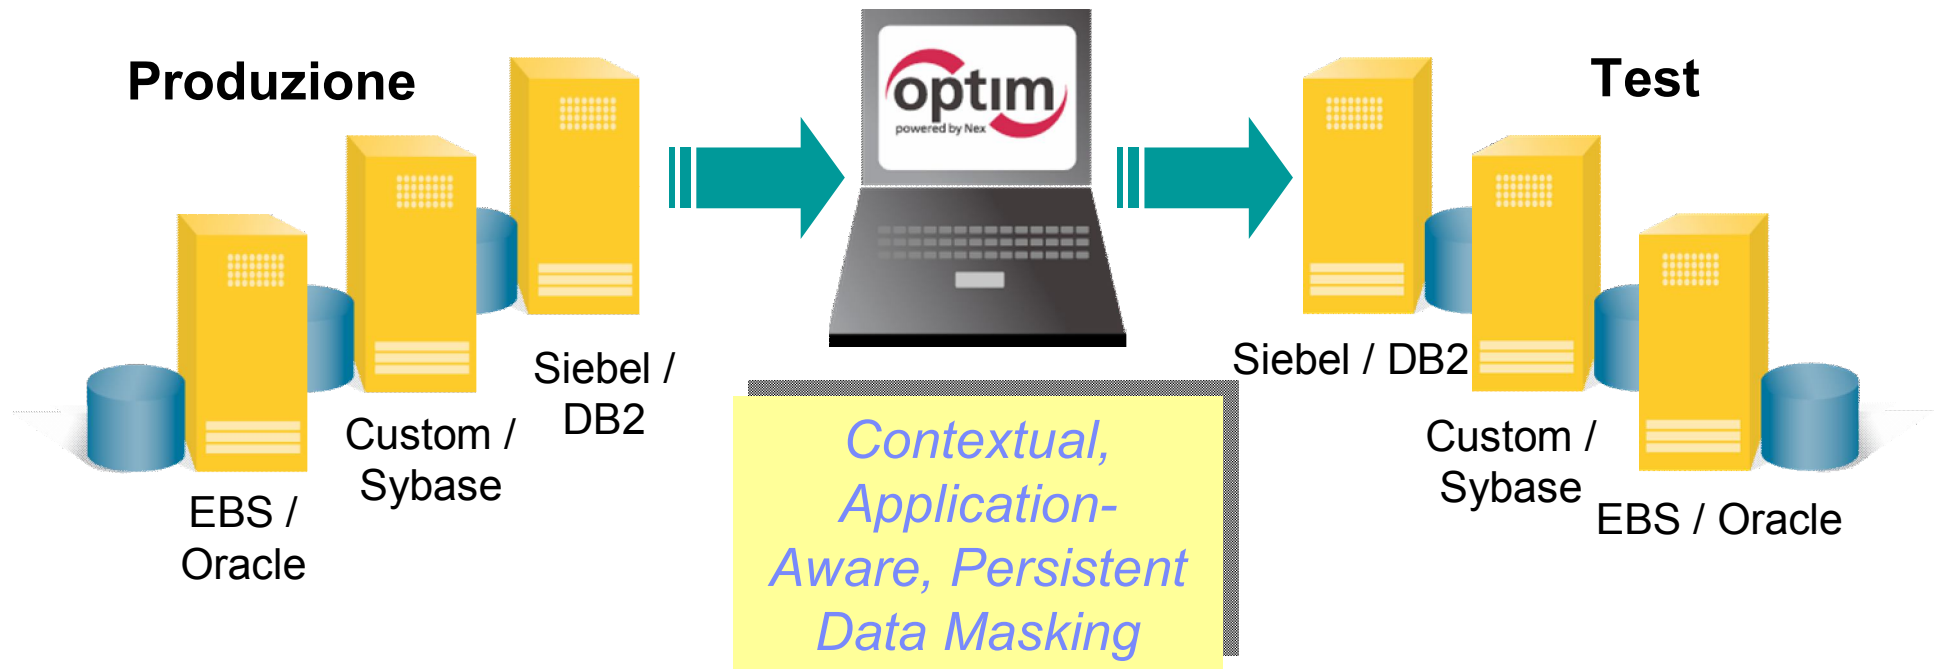 Produzione
Test
optim
powered by Nex
Siebel /
DB2
Custom /
Sybase
EBS /
Oracle
Siebel / DB2
Custom /
Sybase
EBS / Oracle
Contextual,
Application-
Aware, Persistent
Data Masking